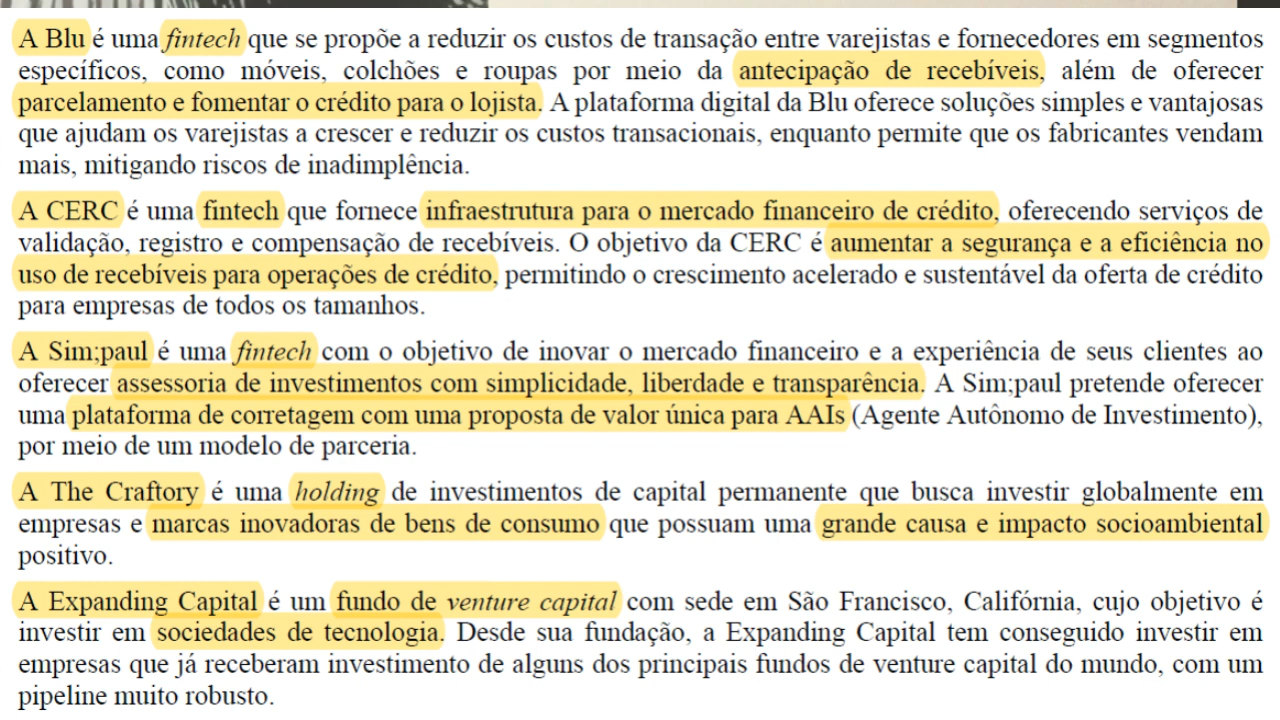 A Blu é uma fintech que se propõe a reduzir os custos de transação entre varejistas e fornecedores em segmentos
específicos, como móveis, colchões e roupas por meio da antecipação de recebíveis, além de oferecer
parcelamento e fomentar o crédito para o lojista. A plataforma digital da Blu oferece soluções simples e vantajosas
que ajudam os varejistas a crescer e reduzir os custos transacionais, enquanto permite que os fabricantes vendam
mais, mitigando riscos de inadimplência.
A CERC é uma fintech que fornece infraestrutura para o mercado financeiro de crédito, oferecendo serviços de
validação, registro e compensação de recebíveis. O objetivo da CERC é aumentar a segurança e a eficiência no
uso de recebíveis para operações de crédito, permitindo o crescimento acelerado e sustentável da oferta de crédito
para empresas de todos os tamanhos.
A Sim;paul é uma fintech com o objetivo de inovar o mercado financeiro e a experiência de seus clientes ao
oferecer assessoria de investimentos com simplicidade, liberdade e transparência. A Sim;paul pretende oferecer
uma plataforma de corretagem com uma proposta de valor única para AAIs (Agente Autônomo de Investimento),
por meio de um modelo de parceria.
A The Craftory é uma holding de investimentos de capital permanente que busca investir globalmente em
empresas e marcas inovadoras de bens de consumo que possuam uma grande causa e impacto socioambiental
positivo.
A Expanding Capital é um fundo de venture capital com sede em São Francisco, Califórnia, cujo objetivo é
investir em sociedades de tecnologia. Desde sua fundação, a Expanding Capital tem conseguido investir em
empresas que já receberam investimento de alguns dos principais fundos de venture capital do mundo, com um
pipeline muito robusto.